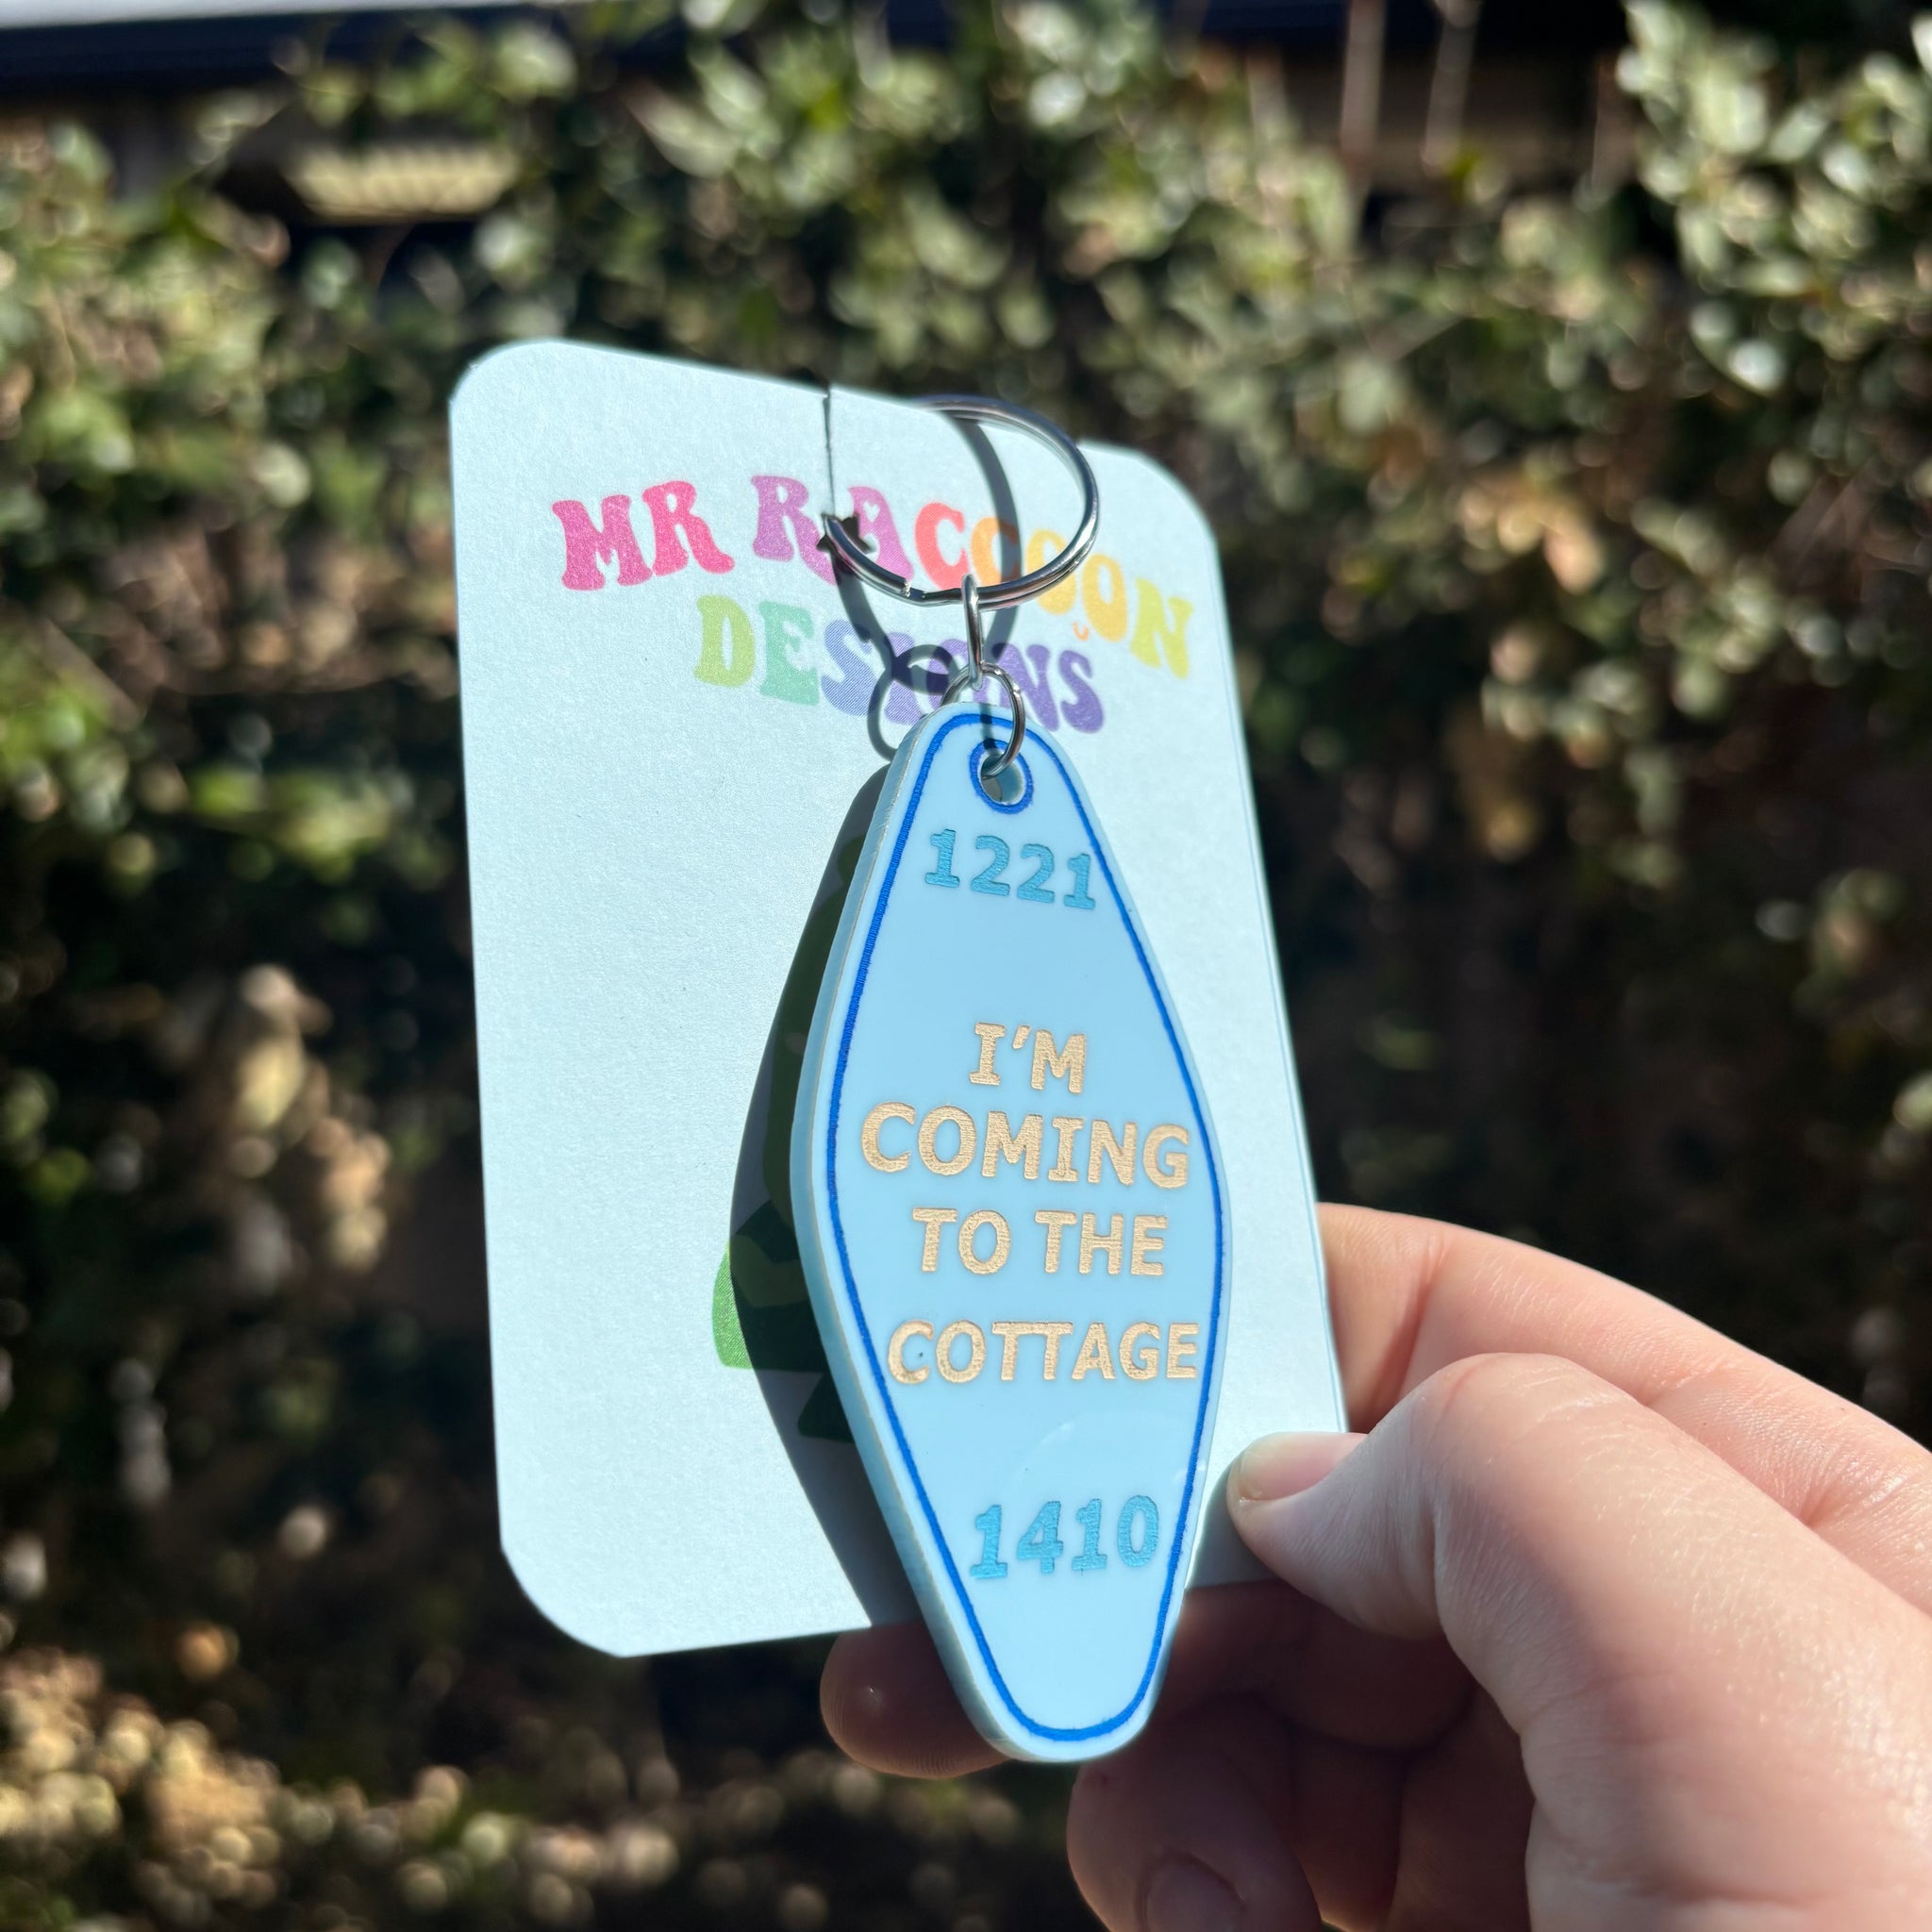 MR RACCOON
DESIGNS
1221
I'M
COMING
TO THE
COTTAGE
1410